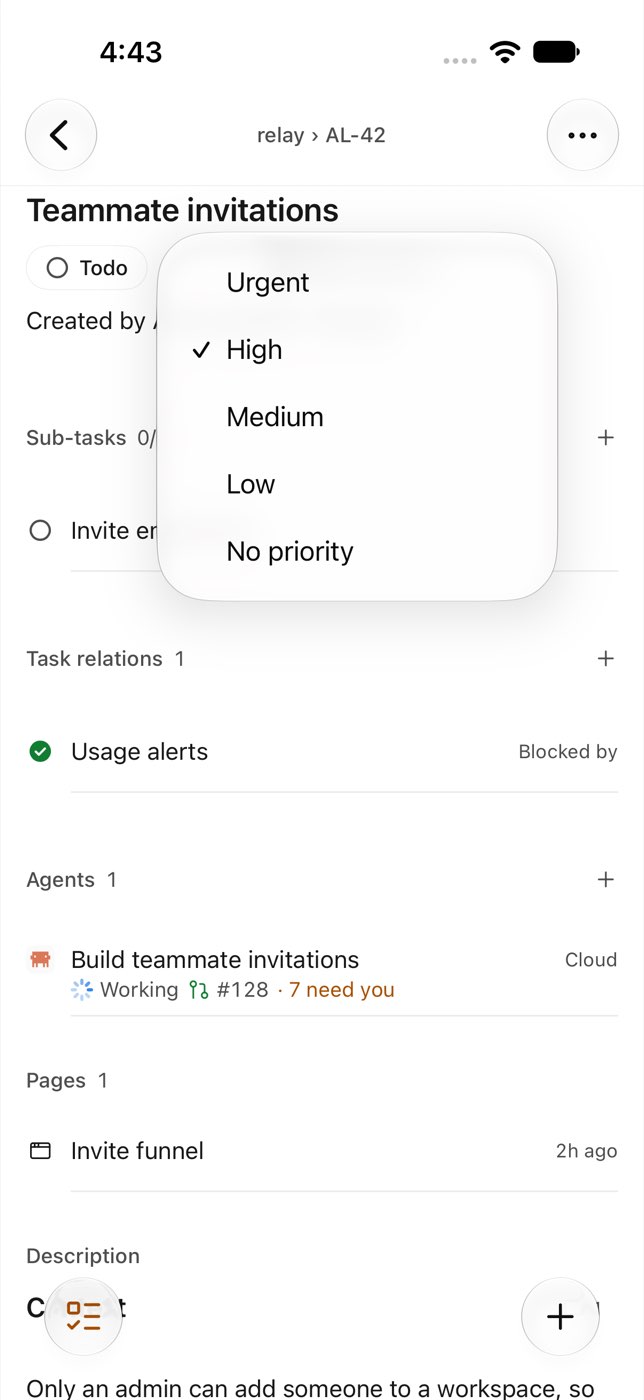 4:43
relay › AL-42
Teammate invitations
Todo
Urgent
Created by
High
Medium
Sub-tasks 0/
Low
Invite
No priority
Task relations 1
Usage alerts Blocked by
Agents 1
Build teammate invitations Cloud
Working #128 · 7 need you
Pages 1
Invite funnel 2h ago
Description
Only an admin can add someone to a workspace, so